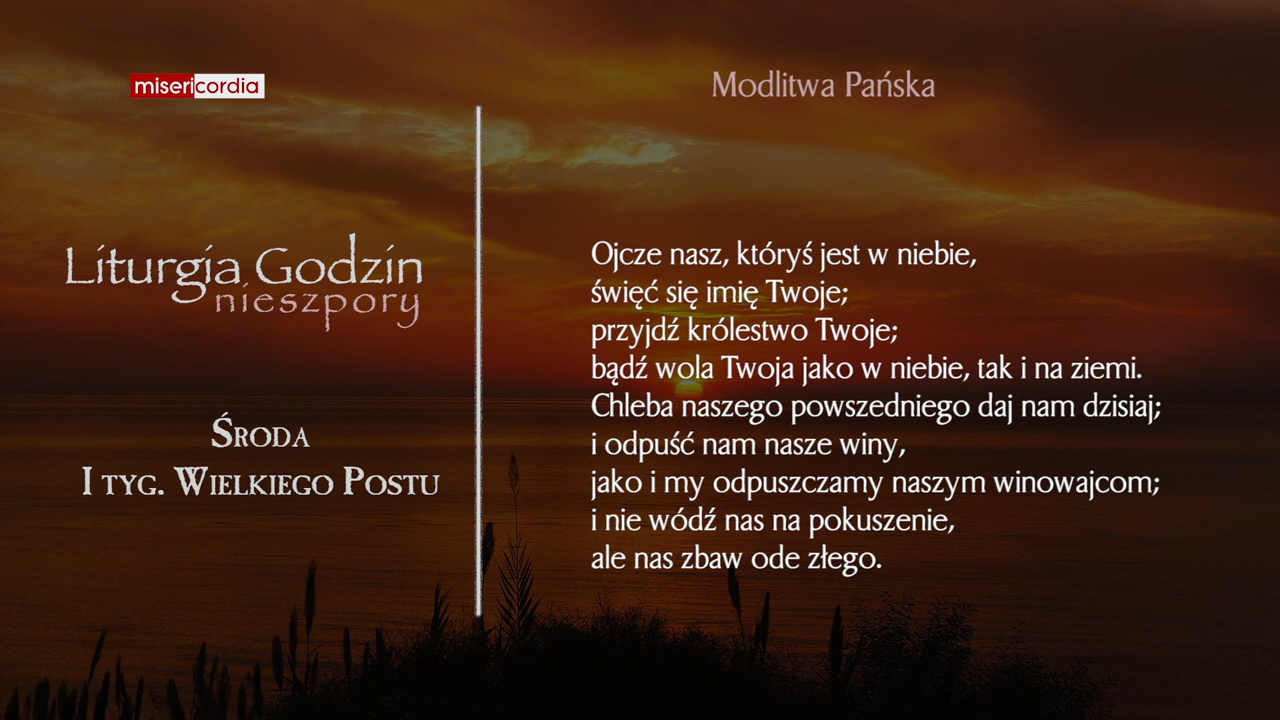 misericordia
Liturgia Godzin
nieszpory
Środa
I tyg. Wielkiego Postu
Modlitwa Pańska
Ojcze nasz, któryś jest w niebie,
święć się imię Twoje;
przyjdź królestwo Twoje;
bądź wola Twoja jako w niebie, tak i na ziemi.
Chleba naszego powszedniego daj nam dzisiaj;
i odpuść nam nasze winy,
jako i my odpuszczamy naszym winowajcom;
i nie wódź nas na pokuszenie,
ale nas zbaw ode złego.